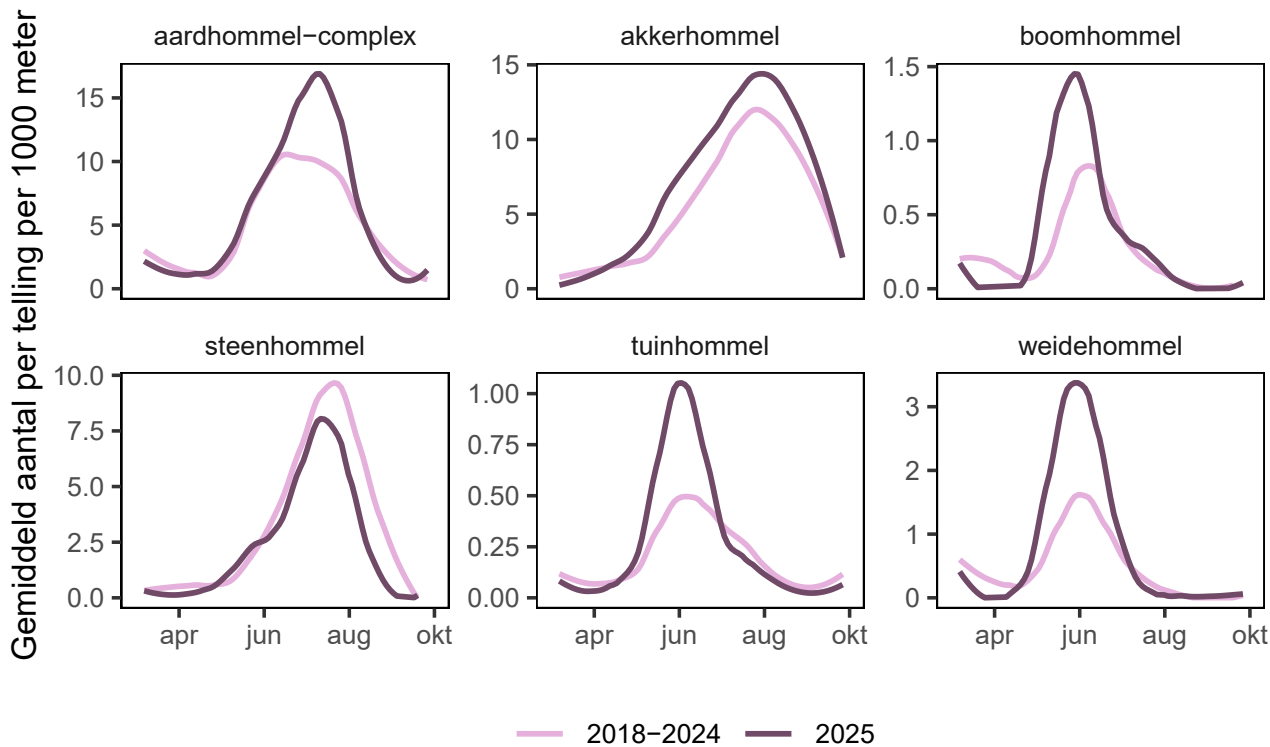 Gemiddeld aantal per telling per 1000 meter
aardhommel−complex
akkerhommel
boomhommel
15
10
5
0
15
10
5
0
1.5
1.0
0.5
0.0
steenhommel
tuinhommel
weidehommel
10.0
7.5
5.0
2.5
0.0
1.00
0.75
0.50
0.25
0.00
3
2
1
0
apr jun aug okt
apr jun aug okt
apr jun aug okt
2018−2024 2025